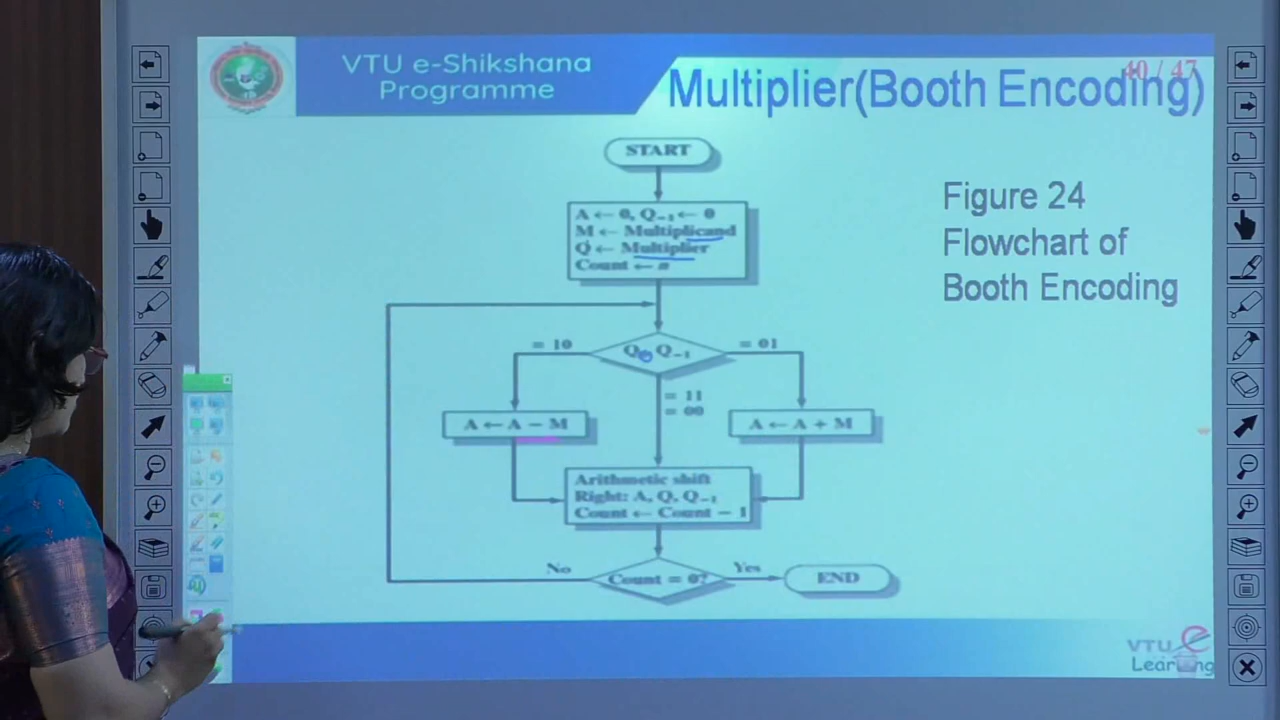 VTU e-Shikshana
Programme
Multiplier(Booth Encoding)
40 / 47
START
A ← 0, Q₋₁ ← 0
M ← Multiplicand
Q ← Multiplier
Count ← n
Figure 24
Flowchart of
Booth Encoding
= 10
Q Q₋₁
= 01
= 11
= 00
A ← A − M
A ← A + M
Arithmetic shift
Right: A, Q, Q₋₁
Count ← Count − 1
No
Count = 0?
Yes
END
VTU e
Learning